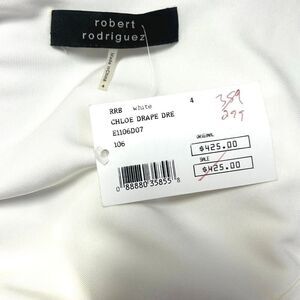 robert
rodriguez
RRB white 4
CHLOE DRAPE DRE
E1106D07
106
ORIGINAL
$425.00
SALE
$425.00
0 88880 35855 8